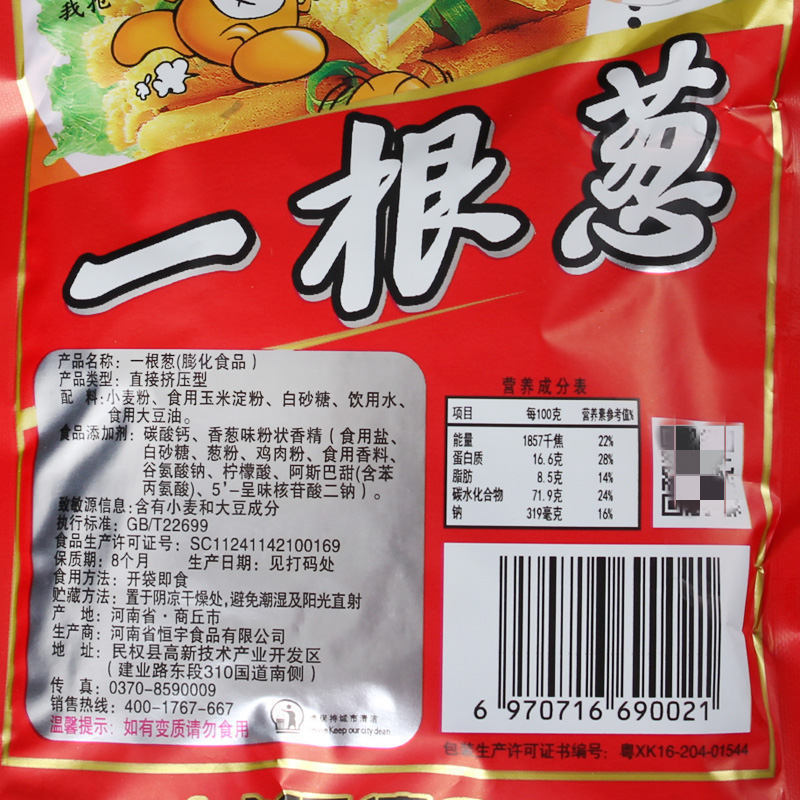 我抱
一根葱
产品名称：一根葱(膨化食品)
产品类型：直接挤压型
配 料:小麦粉、食用玉米淀粉、白砂糖、饮用水、
食用大豆油。
食品添加剂：碳酸钙、香葱味粉状香精（食用盐、
白砂糖、葱粉、鸡肉粉、食用香料、
谷氨酸钠、柠檬酸、阿斯巴甜(含苯
丙氨酸)、5'-呈味核苷酸二钠）。
致敏源信息:含有小麦和大豆成分
执行标准：GB/T22699
食品生产许可证号：SC11241142100169
保质期：8个月 生产日期：见打码处
食用方法：开袋即食
贮藏方法：置于阴凉干燥处,避免潮湿及阳光直射
产 地：河南省·商丘市
生产商：河南省恒宇食品有限公司
地 址：民权县高新技术产业开发区
（建业路东段310国道南侧）
传 真：0370-8590009
销售热线：400-1767-667
温馨提示：如有变质请勿食用
保持城市清洁
Keep our city clean
营养成分表
项目 每100克 营养素参考值%
能量 1857千焦 22%
蛋白质 16.6克 28%
脂肪 8.5克 14%
碳水化合物 71.9克 24%
钠 319毫克 16%
6 970716 690021
包装生产许可证书编号：粤XK16-204-01544